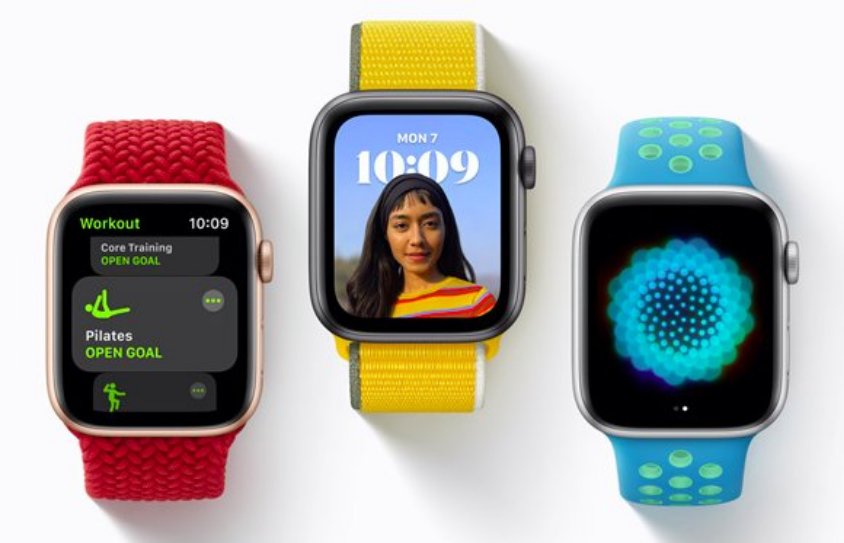 Workout 10:09
Core Training
OPEN GOAL
Pilates
OPEN GOAL
MON 7
10:09